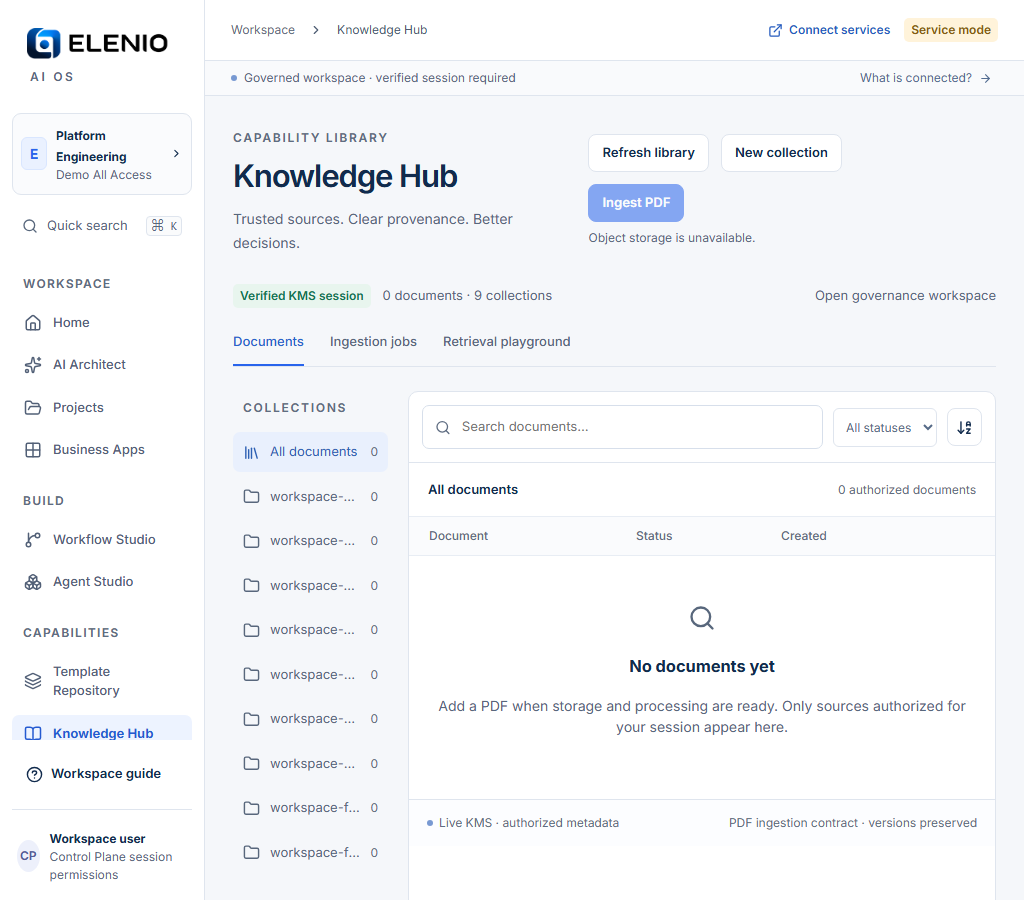 ELENIO
AI OS
Platform
Engineering
Demo All Access
E
Quick search
⌘ K
WORKSPACE
Home
AI Architect
Projects
Business Apps
BUILD
Workflow Studio
Agent Studio
CAPABILITIES
Template
Repository
Knowledge Hub
Workspace guide
CP
Workspace user
Control Plane session
permissions
Workspace > Knowledge Hub
Connect services
Service mode
Governed workspace · verified session required
What is connected? →
CAPABILITY LIBRARY
Knowledge Hub
Trusted sources. Clear provenance. Better
decisions.
Refresh library
New collection
Ingest PDF
Object storage is unavailable.
Verified KMS session
0 documents · 9 collections
Open governance workspace
Documents
Ingestion jobs
Retrieval playground
COLLECTIONS
All documents 0
workspace-... 0
workspace-... 0
workspace-... 0
workspace-... 0
workspace-... 0
workspace-... 0
workspace-... 0
workspace-f... 0
workspace-f... 0
Search documents...
All statuses
All documents
0 authorized documents
Document Status Created
No documents yet
Add a PDF when storage and processing are ready. Only sources authorized for
your session appear here.
Live KMS · authorized metadata
PDF ingestion contract · versions preserved